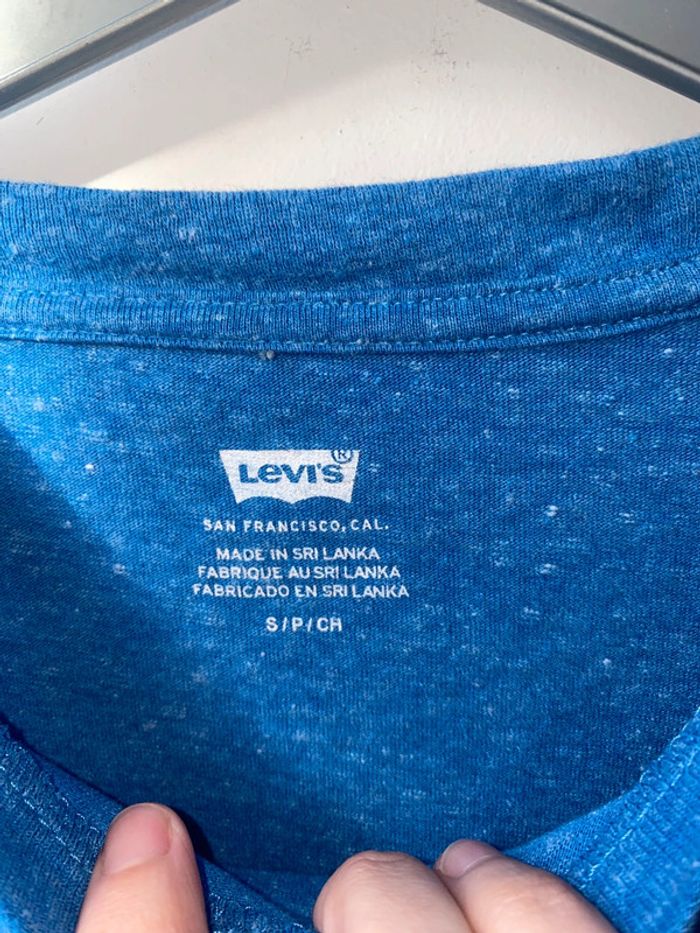 LEVI'S ®
SAN FRANCISCO, CAL.
MADE IN SRI LANKA
FABRIQUE AU SRI LANKA
FABRICADO EN SRI LANKA
S/P/CH